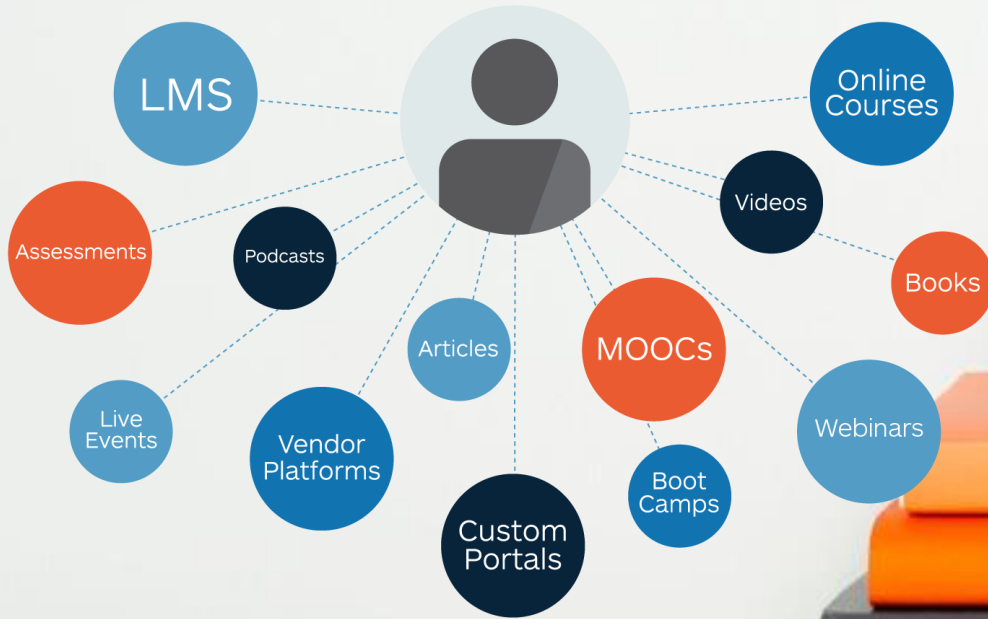 LMS
Online
Courses
Assessments
Podcasts
Videos
Books
Articles
MOOCs
Live
Events
Vendor
Platforms
Webinars
Boot
Camps
Custom
Portals